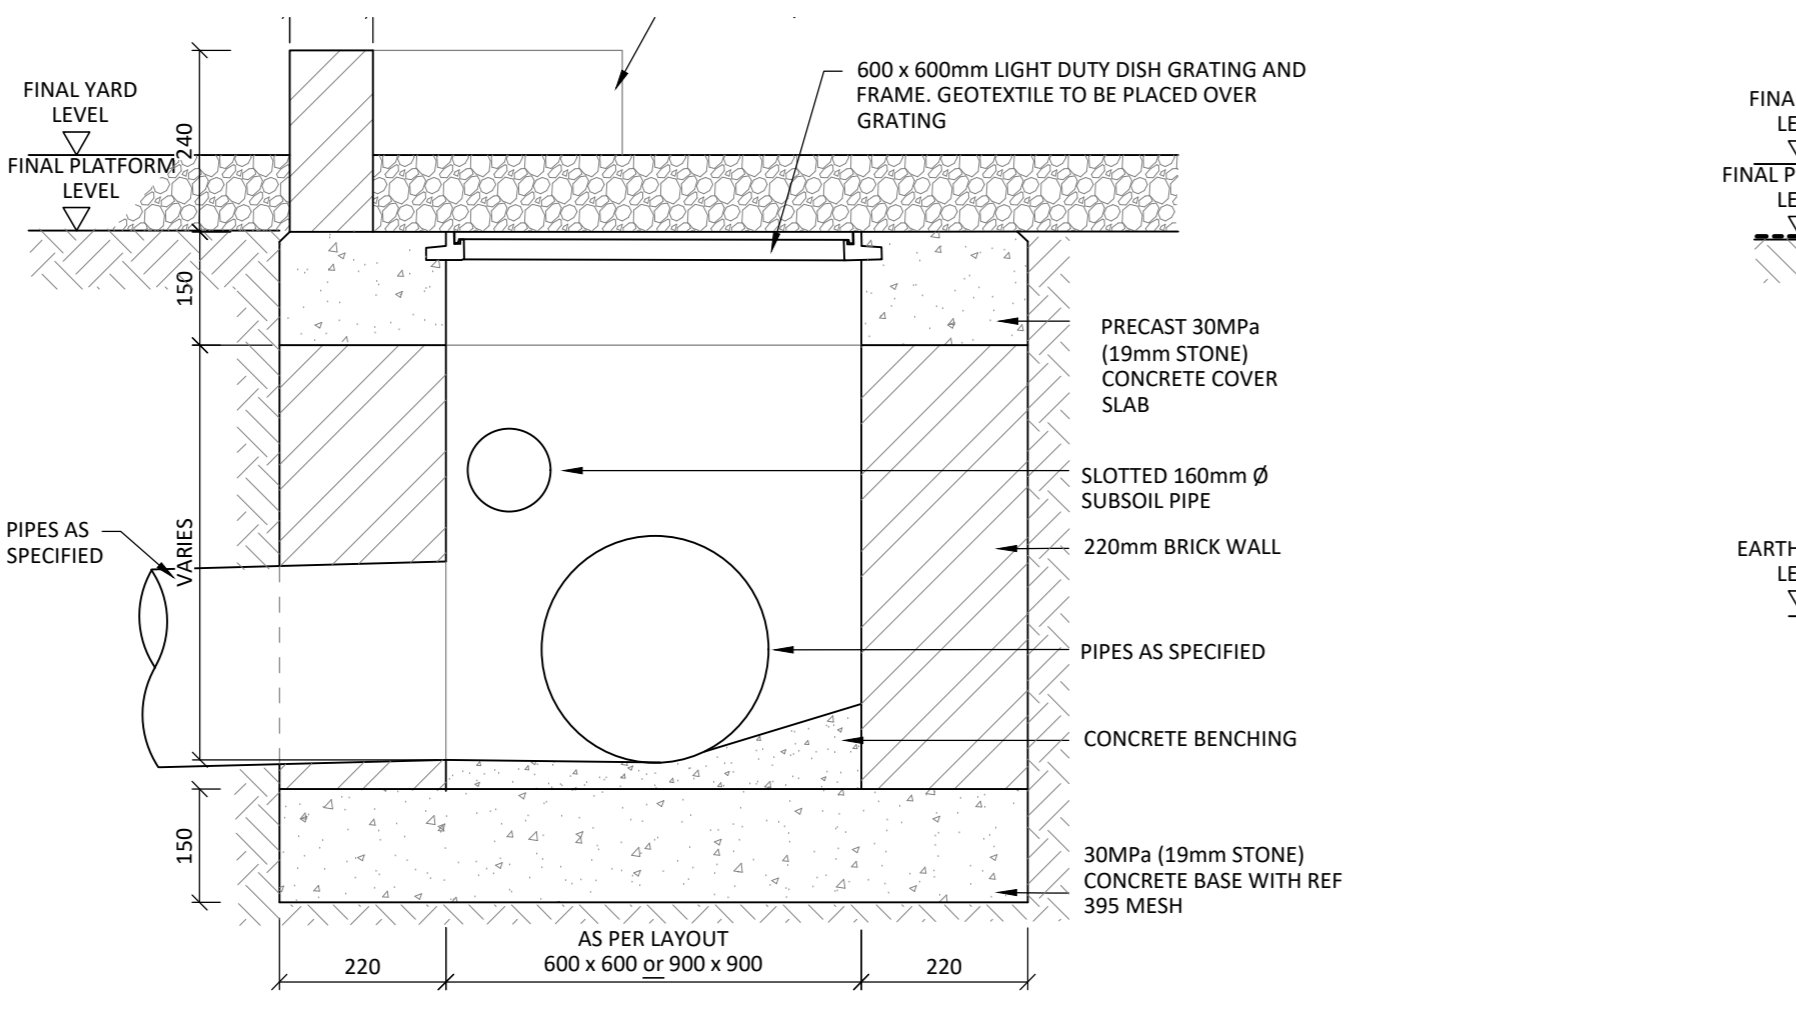 FINAL YARD
LEVEL
FINAL PLATFORM
LEVEL
240
150
VARIES
150
PIPES AS
SPECIFIED
600 x 600mm LIGHT DUTY DISH GRATING AND
FRAME. GEOTEXTILE TO BE PLACED OVER
GRATING
PRECAST 30MPa
(19mm STONE)
CONCRETE COVER
SLAB
SLOTTED 160mm Ø
SUBSOIL PIPE
220mm BRICK WALL
PIPES AS SPECIFIED
CONCRETE BENCHING
30MPa (19mm STONE)
CONCRETE BASE WITH REF
395 MESH
220
AS PER LAYOUT
600 x 600 or 900 x 900
220
FINA
LE
FINAL P
LE
EARTH
LE